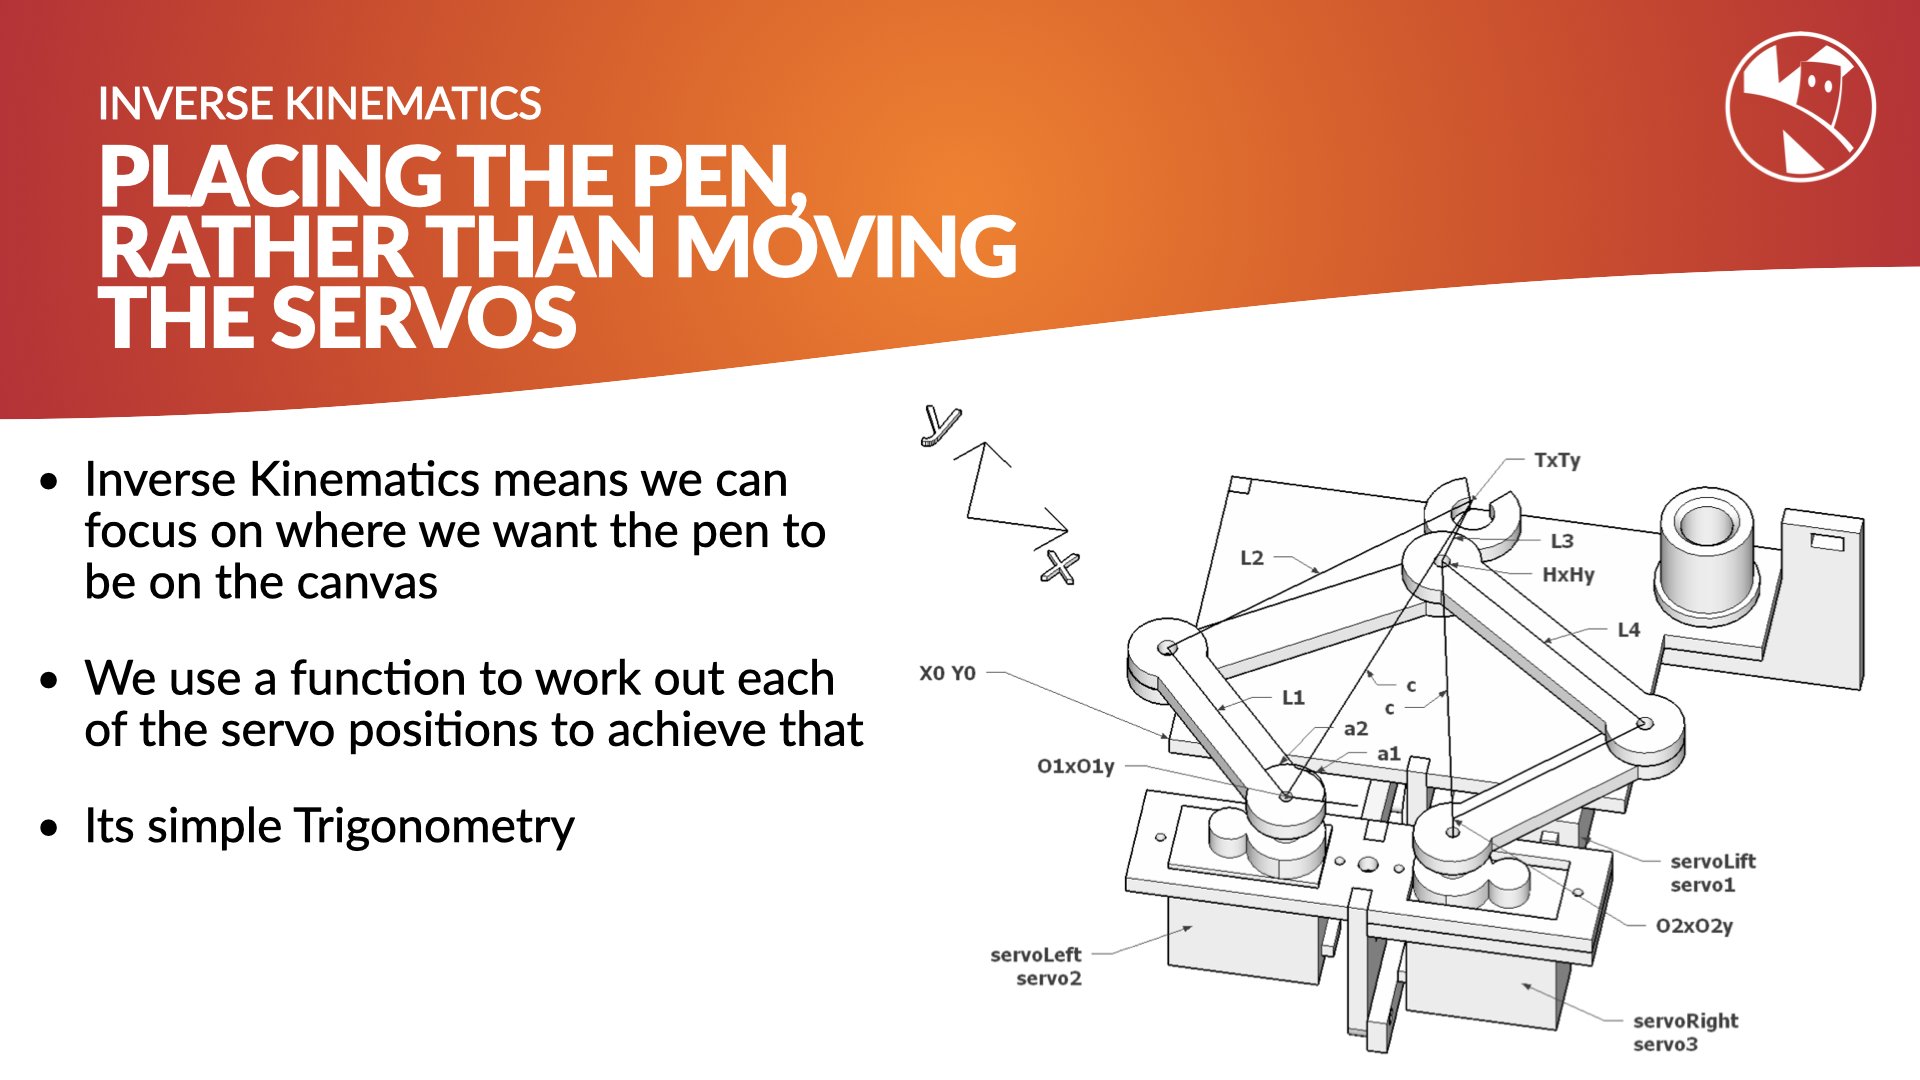 INVERSE KINEMATICS
PLACING THE PEN,
RATHER THAN MOVING
THE SERVOS
• Inverse Kinematics means we can
focus on where we want the pen to
be on the canvas
• We use a function to work out each
of the servo positions to achieve that
• Its simple Trigonometry
y
x
TxTy
L3
HxHy
L2
L4
X0 Y0
c
c
L1
a2
a1
O1xO1y
servoLift
servo1
O2xO2y
servoLeft
servo2
servoRight
servo3